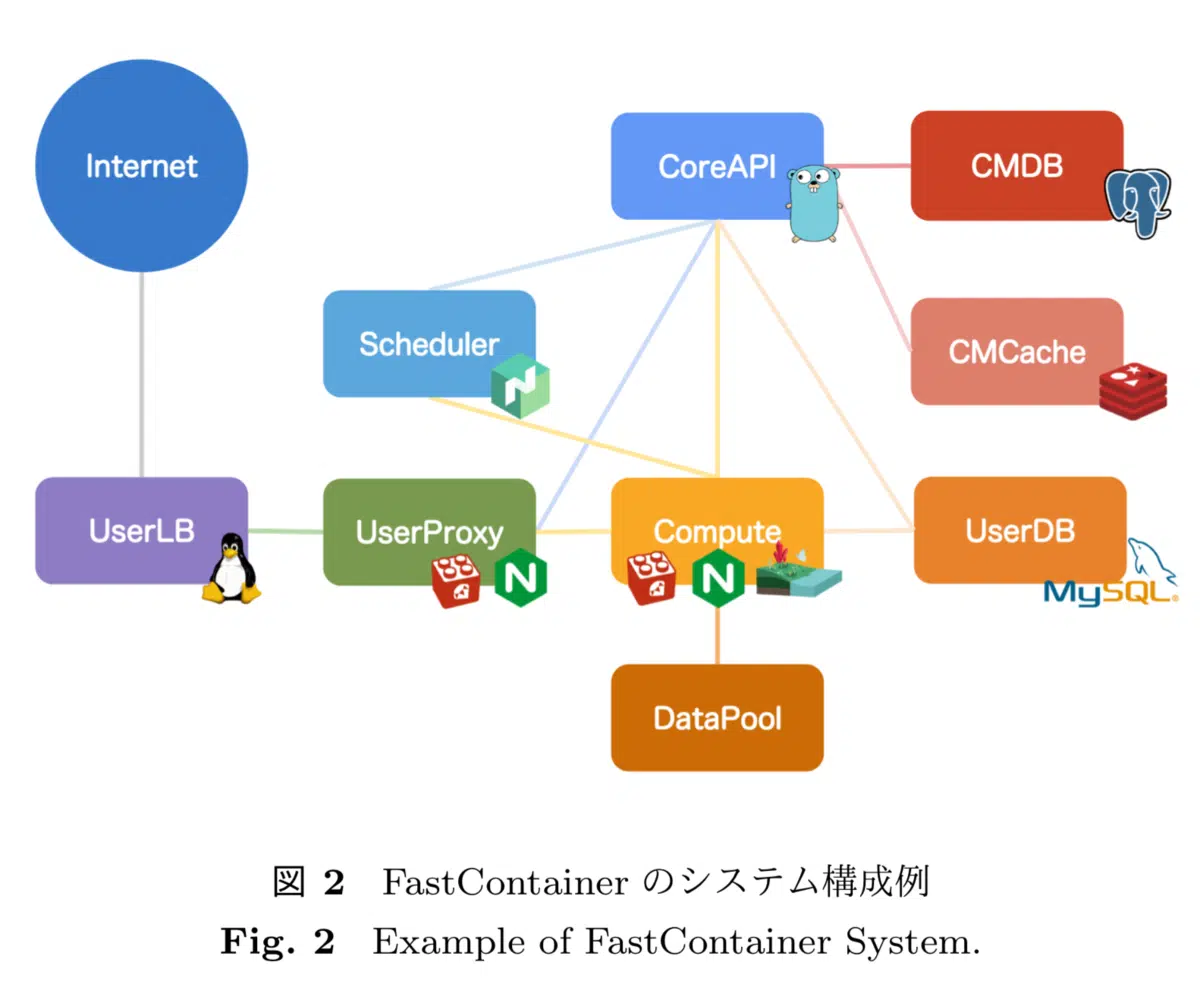 Internet
CoreAPI
CMDB
Scheduler
CMCache
UserLB
UserProxy
N
Compute
N
UserDB
MySQL®
DataPool
図 2 FastContainer のシステム構成例
Fig. 2 Example of FastContainer System.